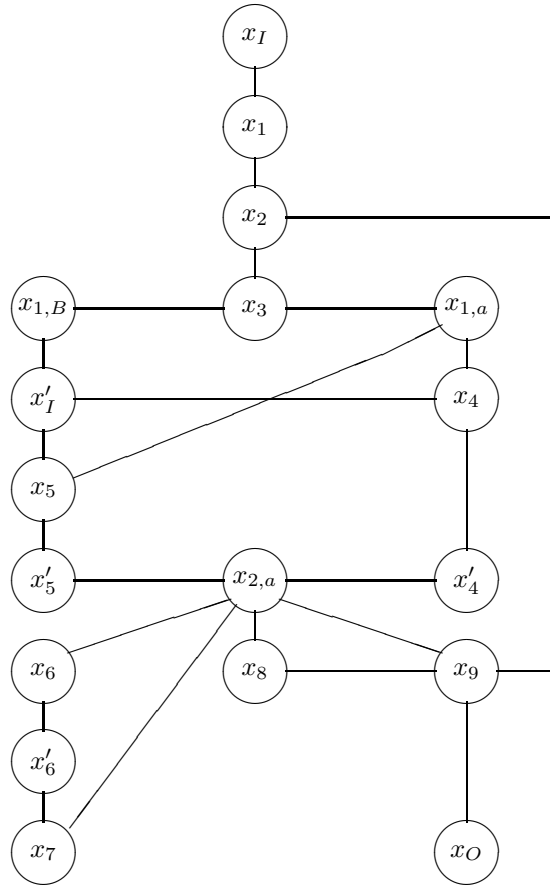 x_I
x_1
x_2
x_{1,B} x_3 x_{1,a}
x'_I x_4
x_5
x'_5 x_{2,a} x'_4
x_6 x_8 x_9
x'_6
x_7 x_O